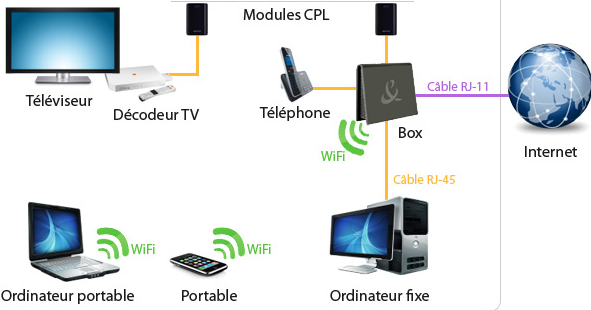 Modules CPL
Téléviseur
Décodeur TV
Téléphone
Câble RJ-11
Box
Internet
WiFi
Câble RJ-45
WiFi
WiFi
Ordinateur portable
Portable
Ordinateur fixe